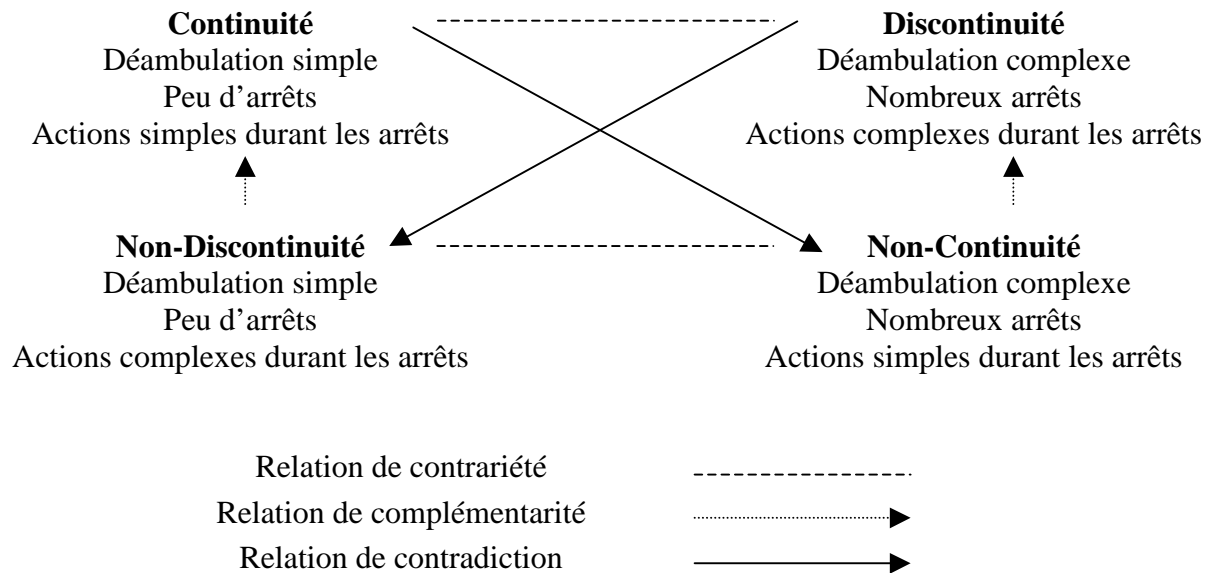 Continuité
Déambulation simple
Peu d’arrêts
Actions simples durant les arrêts
Discontinuité
Déambulation complexe
Nombreux arrêts
Actions complexes durant les arrêts
Non-Discontinuité
Déambulation simple
Peu d’arrêts
Actions complexes durant les arrêts
Non-Continuité
Déambulation complexe
Nombreux arrêts
Actions simples durant les arrêts
Relation de contrariété
Relation de complémentarité
Relation de contradiction